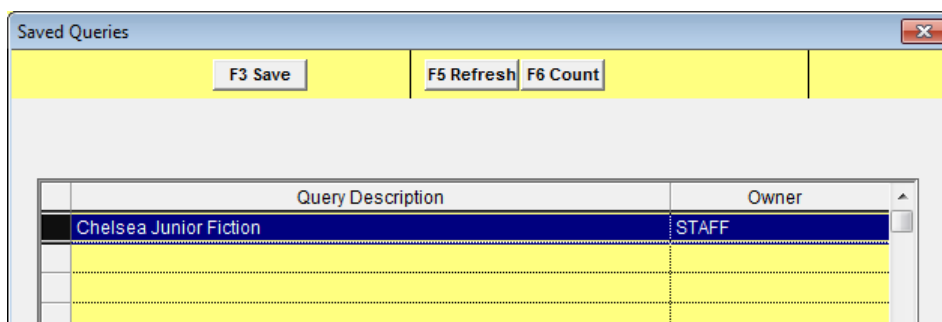 Saved Queries
F3 Save F5 Refresh F6 Count
Query Description Owner
Chelsea Junior Fiction STAFF